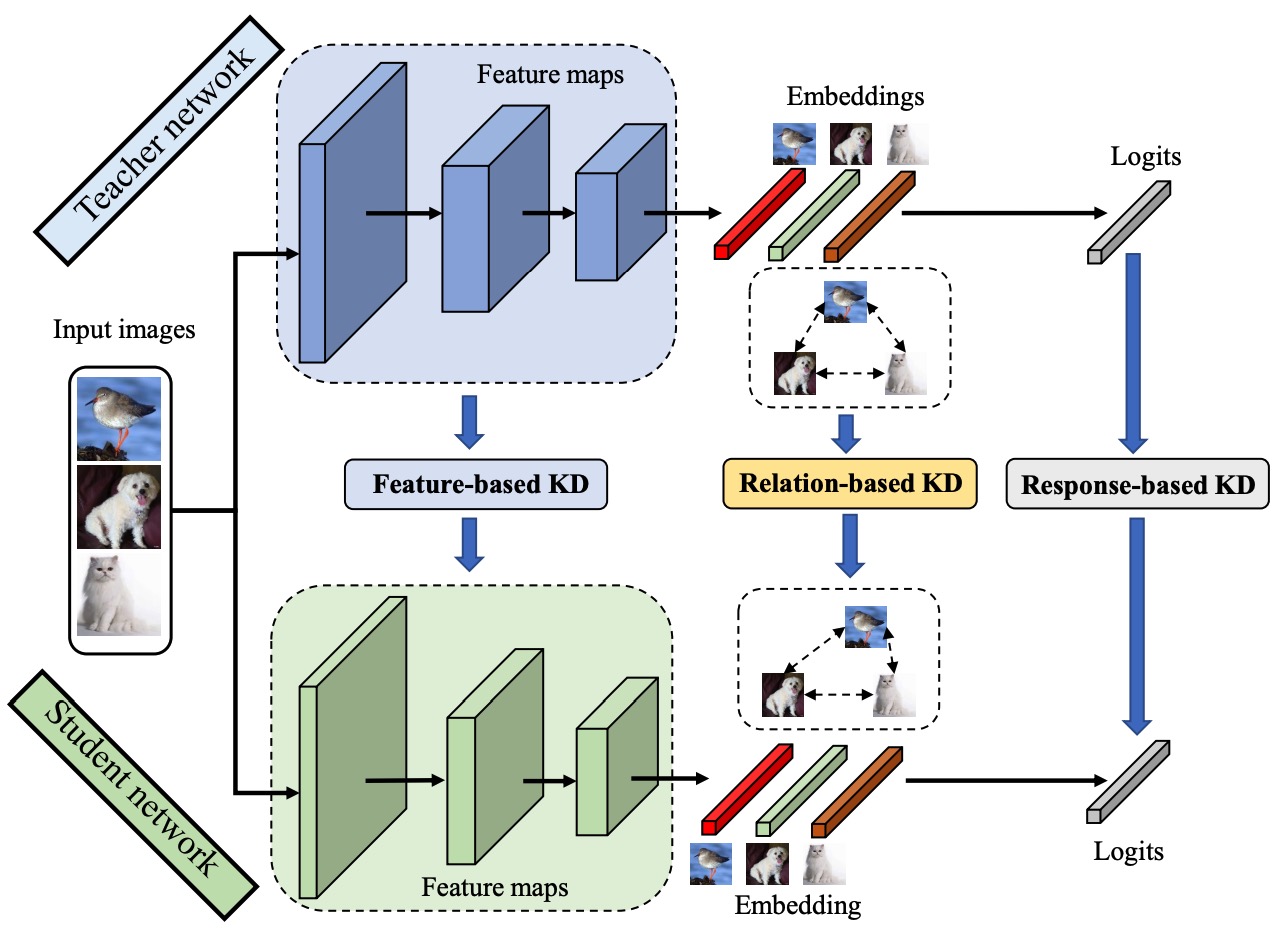 Teacher network
Feature maps
Embeddings
Logits
Input images
Feature-based KD
Relation-based KD
Response-based KD
Student network
Feature maps
Embedding
Logits